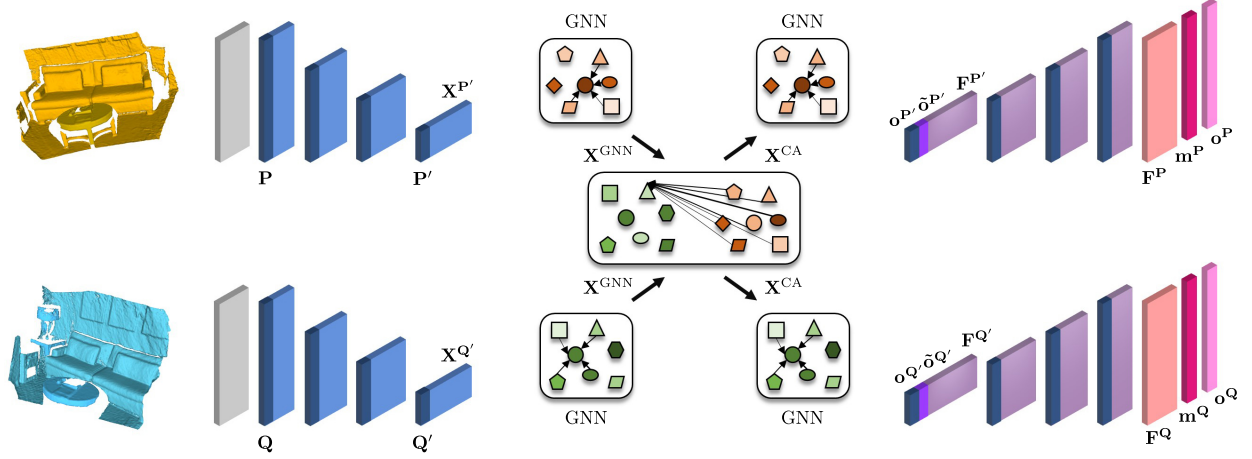 GNN GNN
X^P′ o^P′ õ^P′ F^P′
X^GNN X^CA
P P′ F^P m^P o^P
X^GNN X^CA
X^Q′ o^Q′ õ^Q′ F^Q′
GNN GNN
Q Q′ F^Q m^Q o^Q